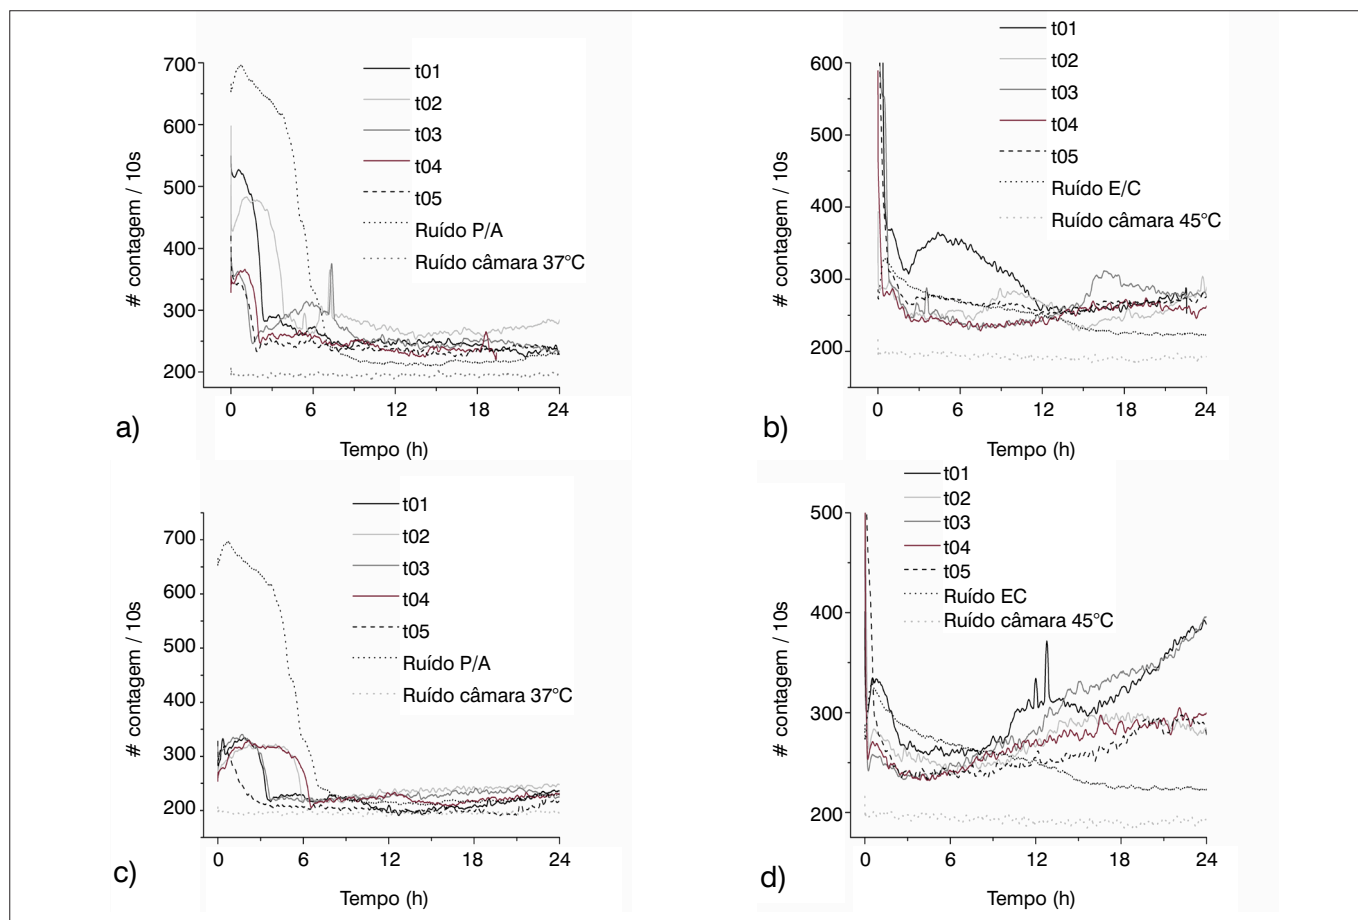 t01
t02
t03
t04
t05
Ruído P/A
Ruído câmara 37°C
700
600
500
400
300
200
# contagem / 10s
0 6 12 18 24
Tempo (h)
a)
t01
t02
t03
t04
t05
Ruído E/C
Ruído câmara 45°C
600
500
400
300
200
# contagem / 10s
0 6 12 18 24
Tempo (h)
b)
t01
t02
t03
t04
t05
Ruído P/A
Ruído câmara 37°C
700
600
500
400
300
200
# contagem / 10s
0 6 12 18 24
Tempo (h)
c)
t01
t02
t03
t04
t05
Ruído EC
Ruído câmara 45°C
500
400
300
200
# contagem / 10s
0 6 12 18 24
Tempo (h)
d)